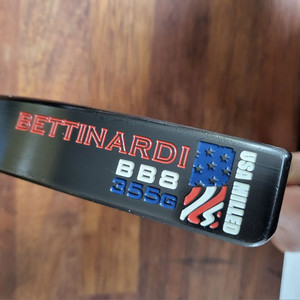 BETTINARDI
BB8
355G
USA MILLED